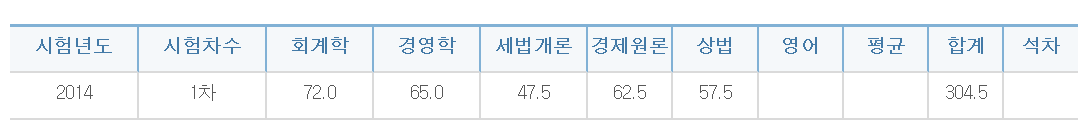 시험년도 시험차수 회계학 경영학 세법개론 경제원론 상법 영어 평균 합계 석차
2014 1차 72.0 65.0 47.5 62.5 57.5 304.5